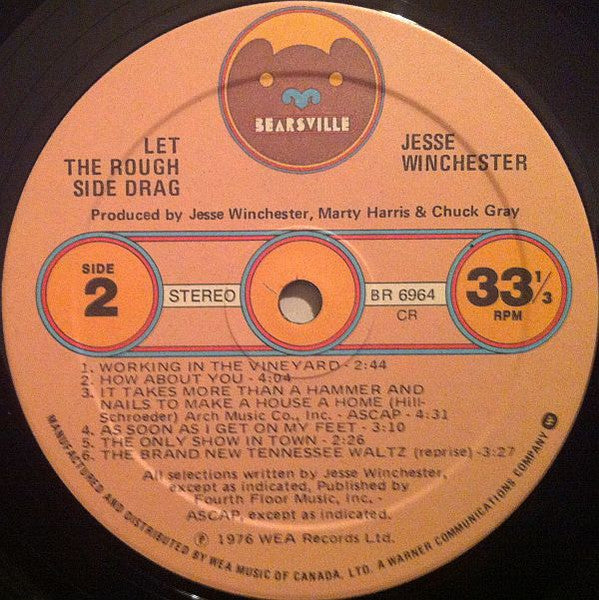 BEARSVILLE
LET
THE ROUGH
SIDE DRAG
JESSE
WINCHESTER
Produced by Jesse Winchester, Marty Harris & Chuck Gray
SIDE
2
STEREO
BR 6964
CR
33 1/3
RPM
1. WORKING IN THE VINEYARD - 2:44
2. HOW ABOUT YOU - 4:04
3. IT TAKES MORE THAN A HAMMER AND
NAILS TO MAKE A HOUSE A HOME (Hill-
Schroeder) Arch Music Co., Inc. - ASCAP - 4:31
4. AS SOON AS I GET ON MY FEET - 3:10
5. THE ONLY SHOW IN TOWN - 2:26
6. THE BRAND NEW TENNESSEE WALTZ (reprise) - 3:27
All selections written by Jesse Winchester,
except as indicated. Published by
Fourth Floor Music, Inc. -
ASCAP, except as indicated.
℗ 1976 WEA Records Ltd.
MANUFACTURED AND DISTRIBUTED BY WEA MUSIC OF CANADA, LTD. A WARNER COMMUNICATIONS COMPANY